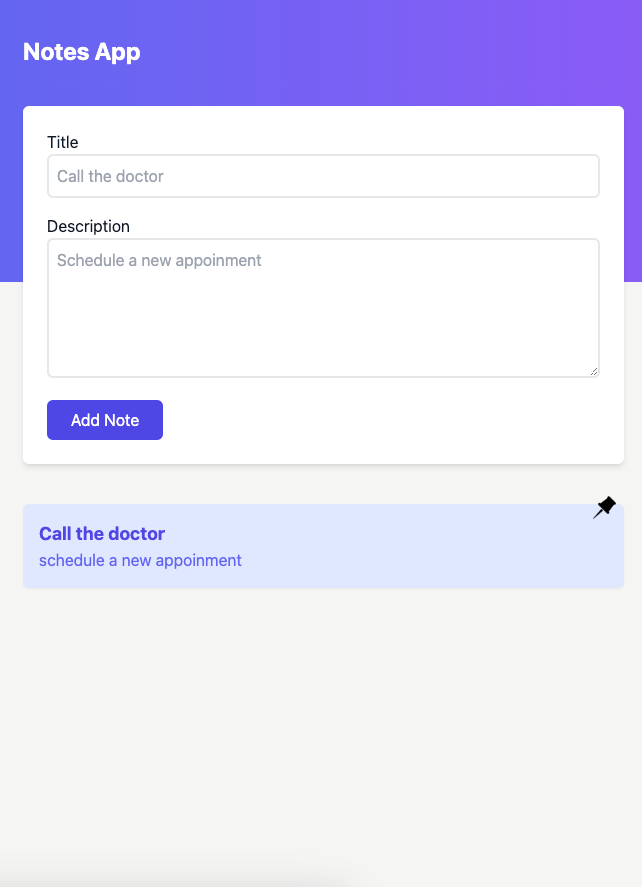 Notes App
Title
Call the doctor
Description
Schedule a new appoinment
Add Note
Call the doctor
schedule a new appoinment